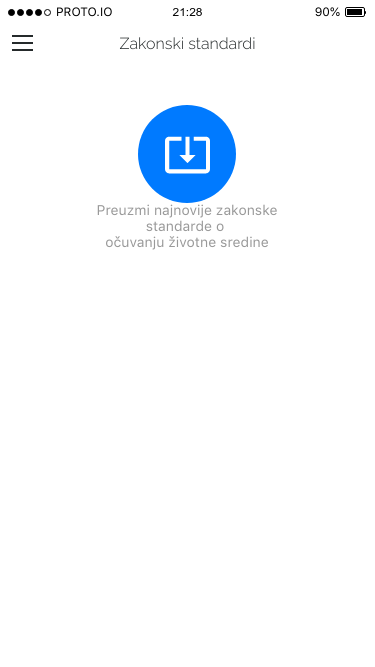 PROTO.IO 21:28 90%
Zakonski standardi
Preuzmi najnovije zakonske
standarde o
očuvanju životne sredine